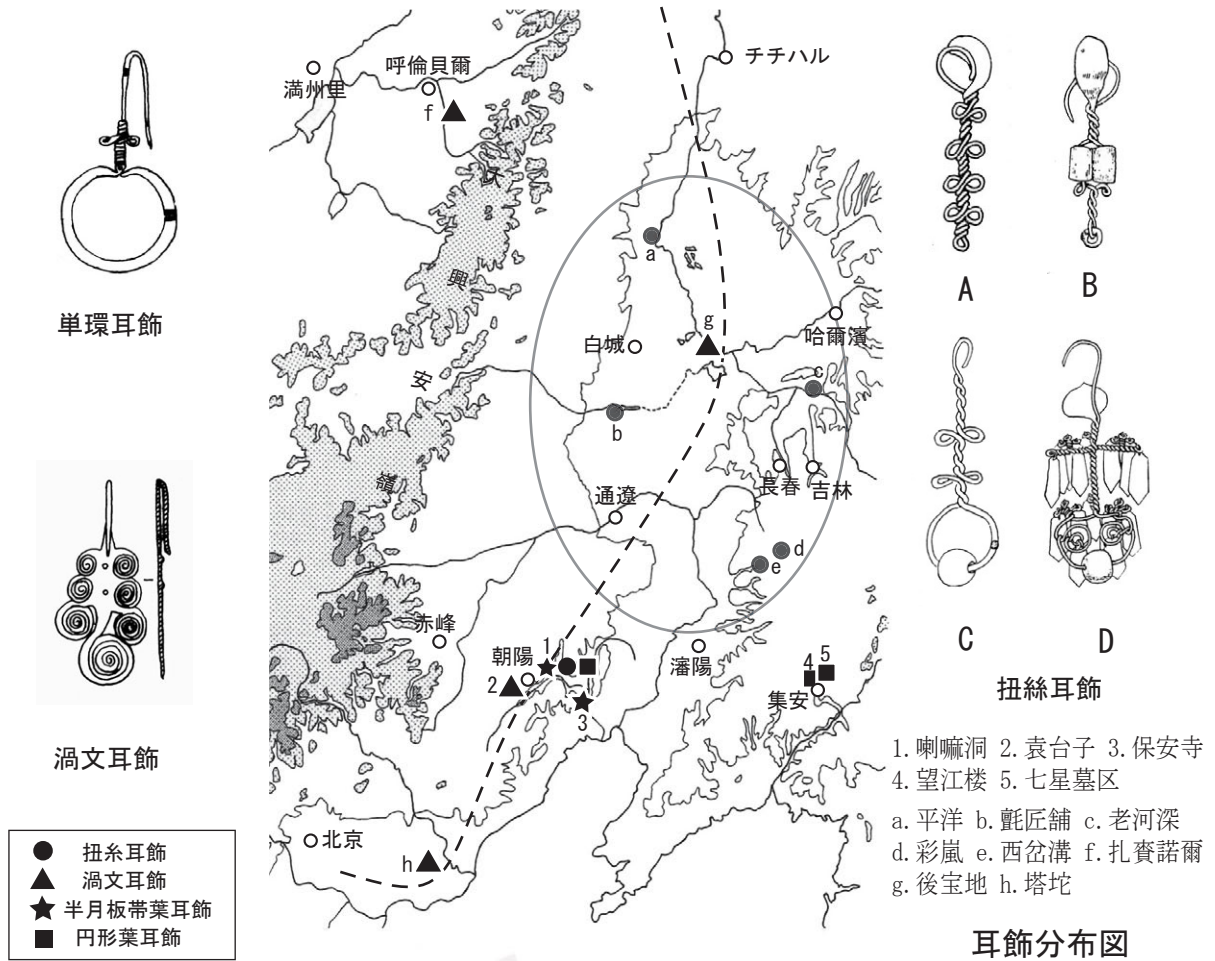 単環耳飾
渦文耳飾
扭糸耳飾
渦文耳飾
半月板帯葉耳飾
円形葉耳飾
満州里
呼倫貝爾
f
チチハル
大
興
安
嶺
a
g
白城
哈爾濱
c
b
長春
吉林
通遼
d
e
赤峰
朝陽
1
2
3
瀋陽
4
5
集安
北京
h
A
B
C
D
扭絲耳飾
1.喇嘛洞 2.袁台子 3.保安寺
4.望江楼 5.七星墓区
a.平洋 b.氈匠舗 c.老河深
d.彩嵐 e.西岔溝 f.扎賚諾爾
g.後宝地 h.塔坨
耳飾分布図